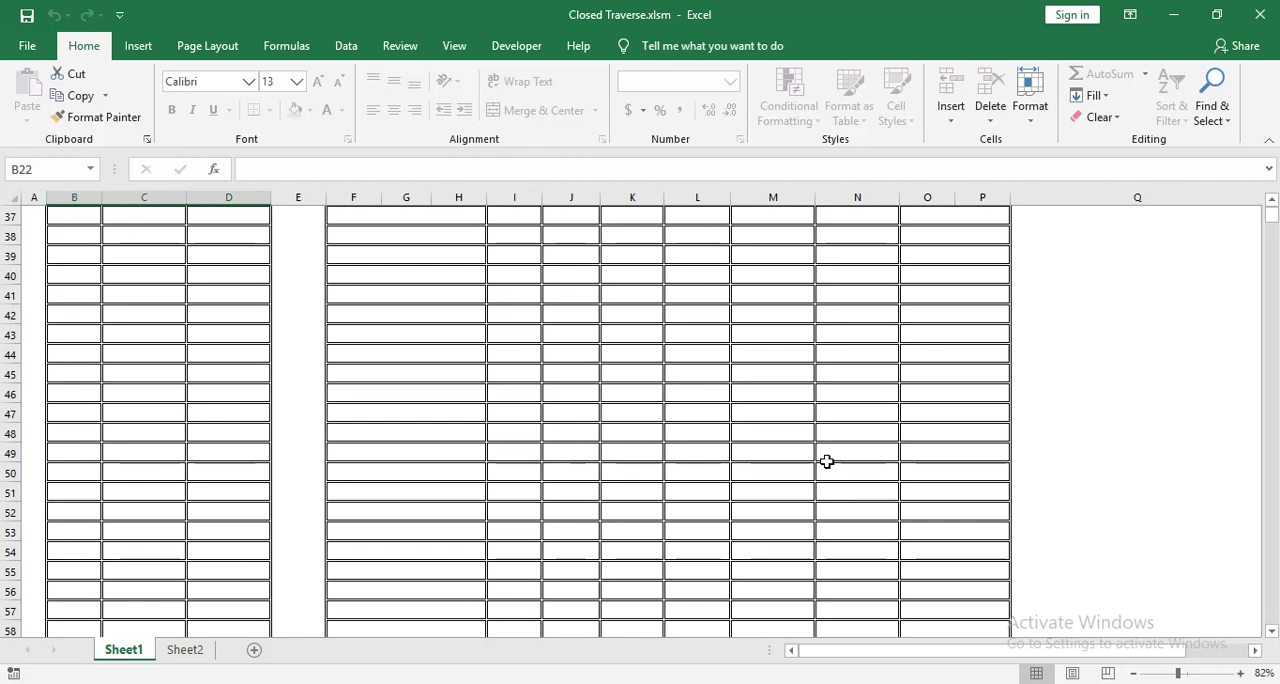 Closed Traverse.xlsm - Excel
Sign in
File Home Insert Page Layout Formulas Data Review View Developer Help Tell me what you want to do Share
Paste Cut Copy Format Painter
Clipboard
Calibri 13 A A
B I U A
Font
ab Wrap Text
Merge & Center
Alignment
$ % , .00 .0
Number
Conditional Formatting Format as Table Cell Styles
Styles
Insert Delete Format
Cells
AutoSum
Fill
Clear
Sort & Filter Find & Select
Editing
B22 fx
A B C D E F G H I J K L M N O P Q
37
38
39
40
41
42
43
44
45
46
47
48
49
50
51
52
53
54
55
56
57
58
Activate Windows
Go to Settings to activate Windows.
Sheet1 Sheet2
82%